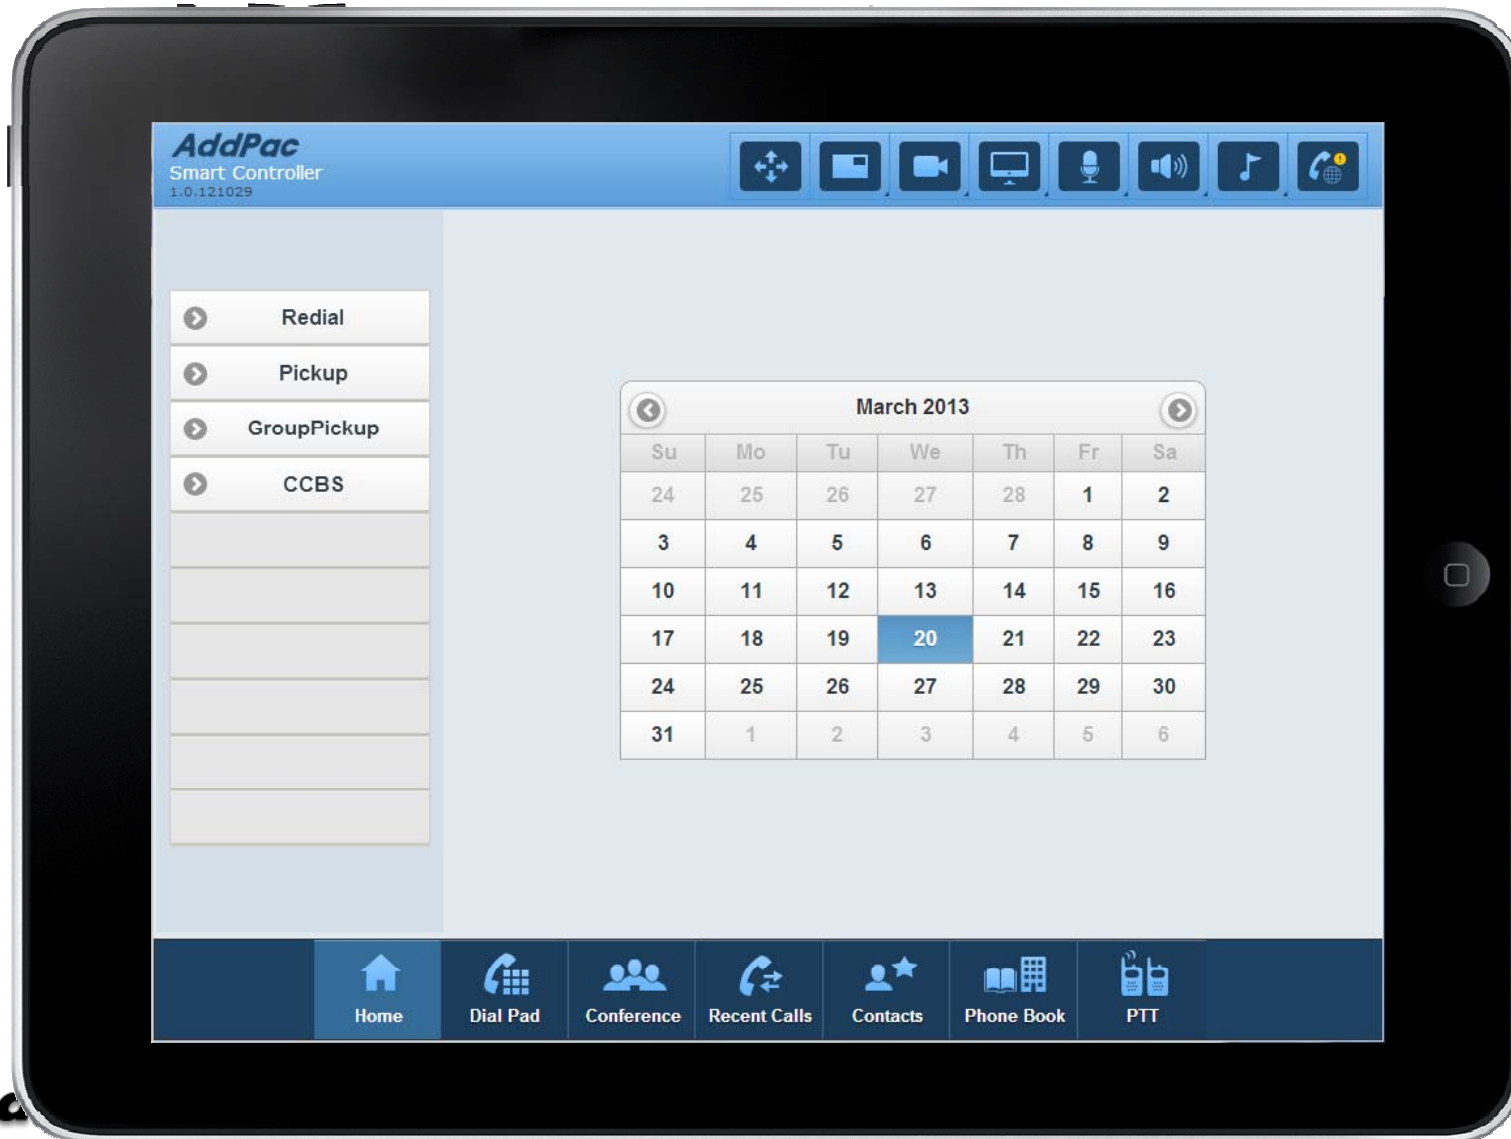 AddPac
Smart Controller
1.0.121029
Redial
Pickup
GroupPickup
CCBS
March 2013
Su Mo Tu We Th Fr Sa
24 25 26 27 28 1 2
3 4 5 6 7 8 9
10 11 12 13 14 15 16
17 18 19 20 21 22 23
24 25 26 27 28 29 30
31 1 2 3 4 5 6
Home Dial Pad Conference Recent Calls Contacts Phone Book PTT